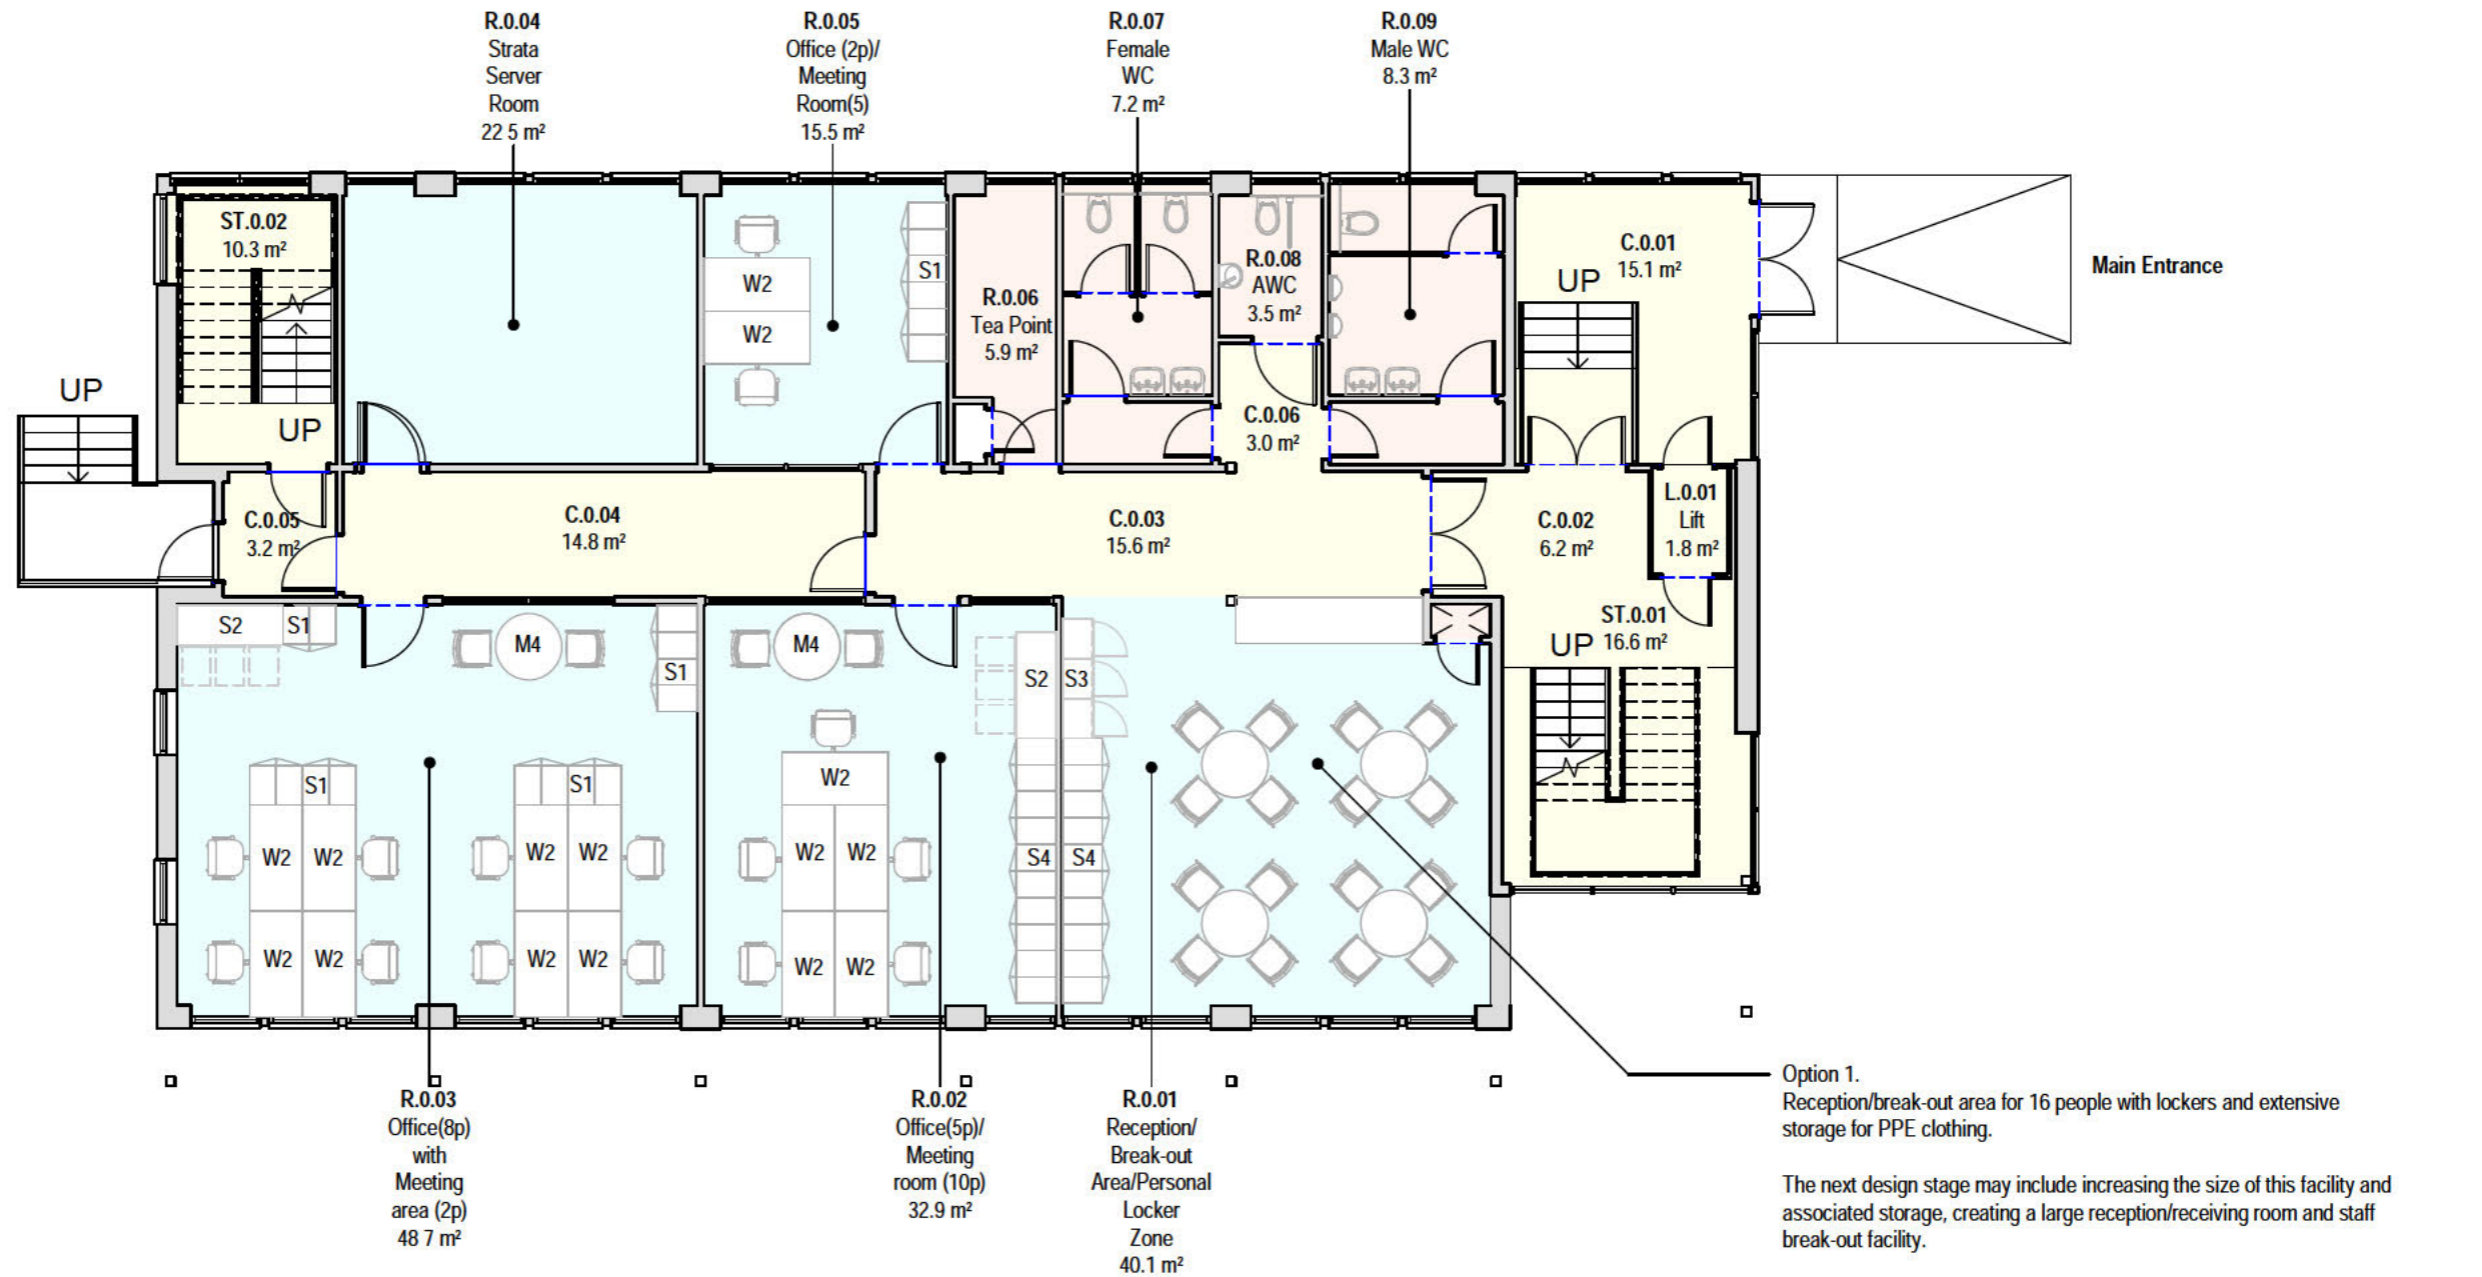 R.0.04
Strata
Server
Room
22 5 m²
R.0.05
Office (2p)/
Meeting
Room(5)
15.5 m²
R.0.07
Female
WC
7.2 m²
R.0.09
Male WC
8.3 m²
ST.0.02
10.3 m²
UP
UP
W2
W2
S1
R.0.06
Tea Point
5.9 m²
R.0.08
AWC
3.5 m²
C.0.06
3.0 m²
C.0.01
15.1 m²
UP
Main Entrance
C.0.05
3.2 m²
C.0.04
14.8 m²
C.0.03
15.6 m²
C.0.02
6.2 m²
L.0.01
Lift
1.8 m²
ST.0.01
16.6 m²
UP
S2
S1
M4
S1
M4
S2
S3
S1
S1
W2
W2
W2
W2
W2
W2
W2
W2
W2
W2
W2
W2
W2
S4
S4
R.0.03
Office(8p)
with
Meeting
area (2p)
48 7 m²
R.0.02
Office(5p)/
Meeting
room (10p)
32.9 m²
R.0.01
Reception/
Break-out
Area/Personal
Locker
Zone
40.1 m²
Option 1.
Reception/break-out area for 16 people with lockers and extensive
storage for PPE clothing.
The next design stage may include increasing the size of this facility and
associated storage, creating a large reception/receiving room and staff
break-out facility.